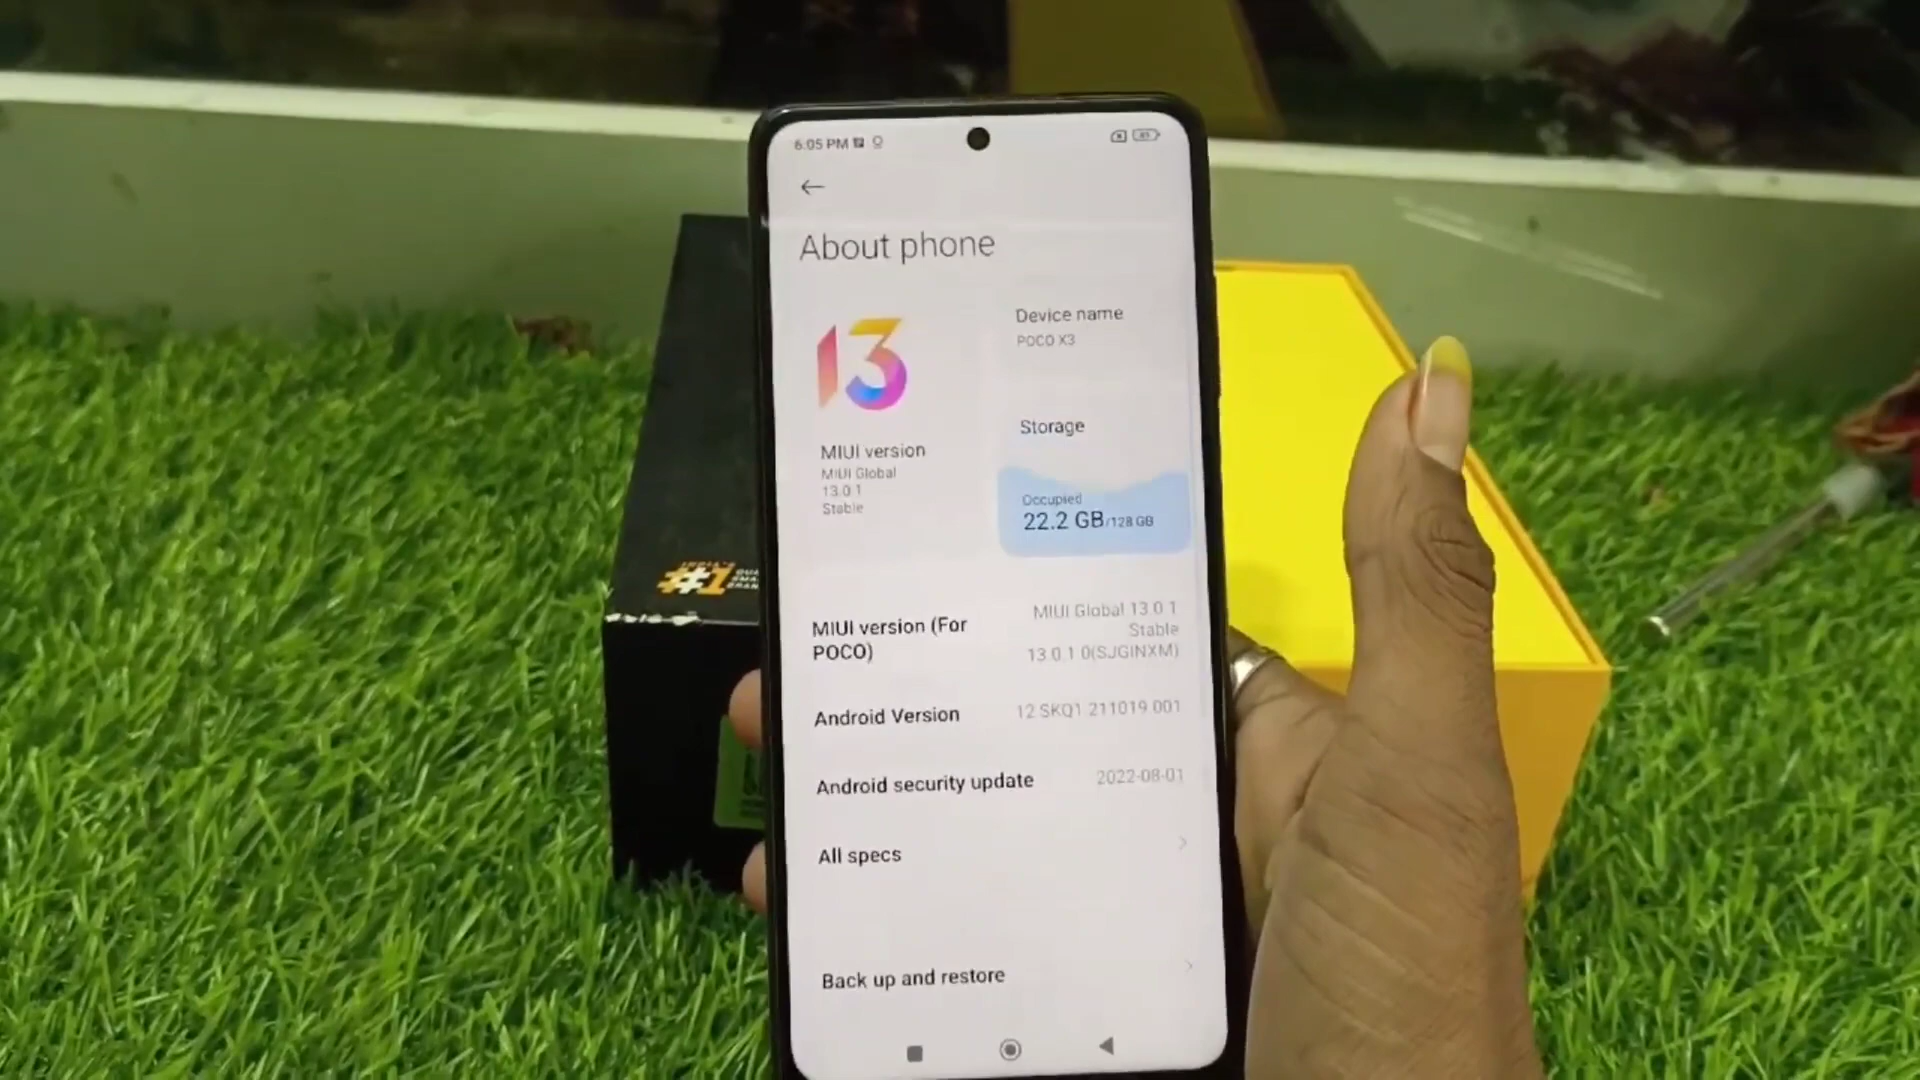 6:05 PM
About phone
13
Device name
POCO X3
Storage
MIUI version
MIUI Global
13.0.1
Stable
Occupied
22.2 GB/128 GB
MIUI version (For POCO)
MIUI Global 13.0.1
Stable
13.0.1.0(SJGINXM)
Android Version
12 SKQ1.211019.001
Android security update
2022-08-01
All specs
Back up and restore